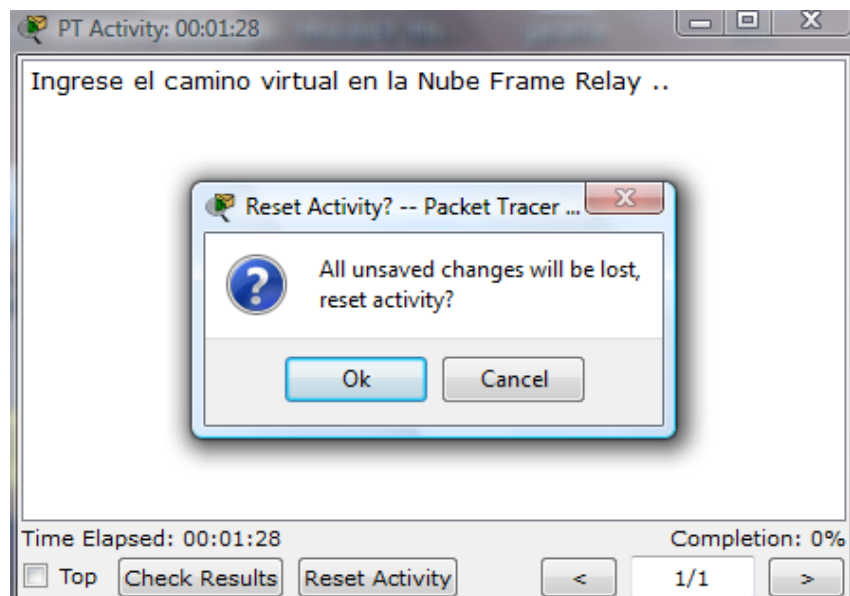 PT Activity: 00:01:28
Ingrese el camino virtual en la Nube Frame Relay ..
Reset Activity? -- Packet Tracer ...
All unsaved changes will be lost,
reset activity?
Ok
Cancel
Time Elapsed: 00:01:28
Completion: 0%
Top
Check Results
Reset Activity
<
1/1
>